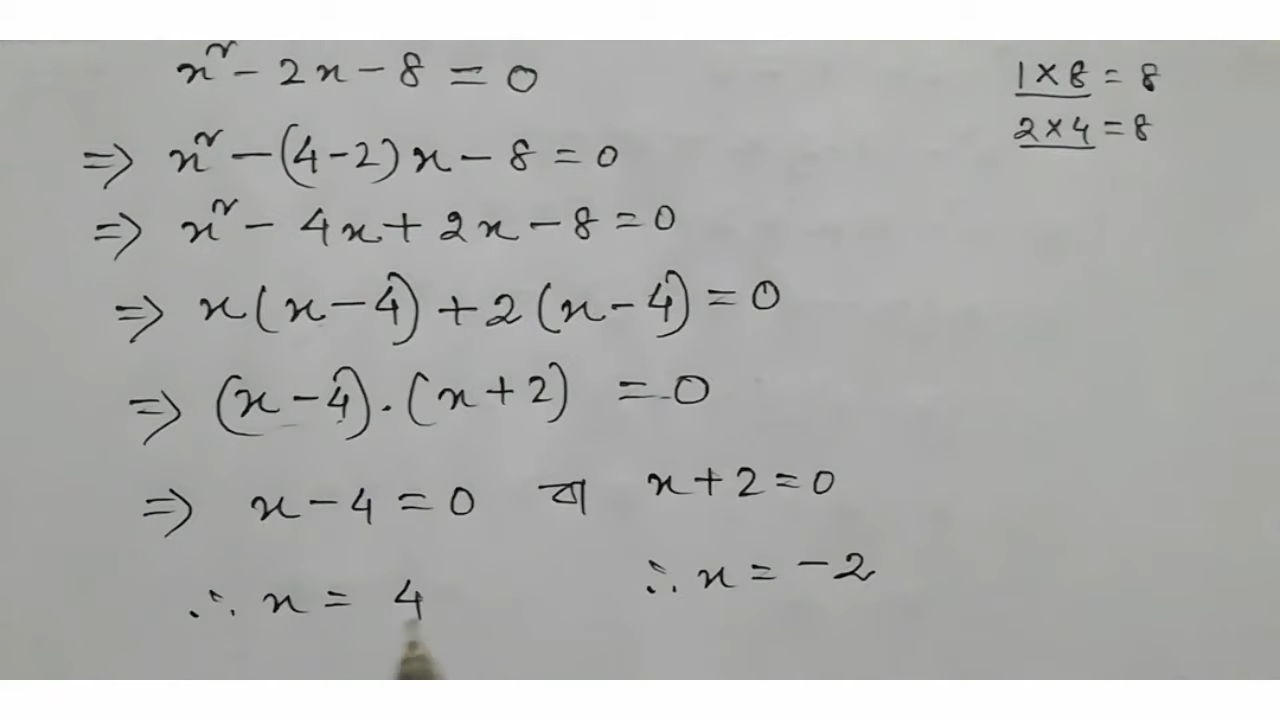 x² - 2x - 8 = 0
1 × 8 = 8
2 × 4 = 8
⇒ x² - (4-2)x - 8 = 0
⇒ x² - 4x + 2x - 8 = 0
⇒ x(x-4) + 2(x-4) = 0
⇒ (x-4).(x+2) = 0
⇒ x-4 = 0 বা x+2 = 0
∴ x = 4 ∴ x = -2